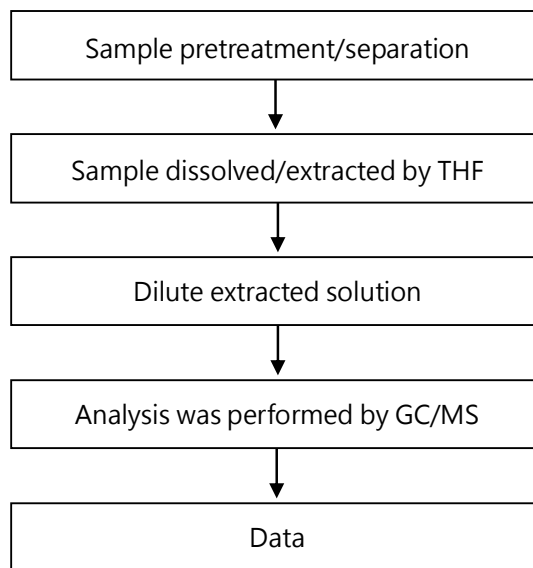 Sample pretreatment/separation
Sample dissolved/extracted by THF
Dilute extracted solution
Analysis was performed by GC/MS
Data